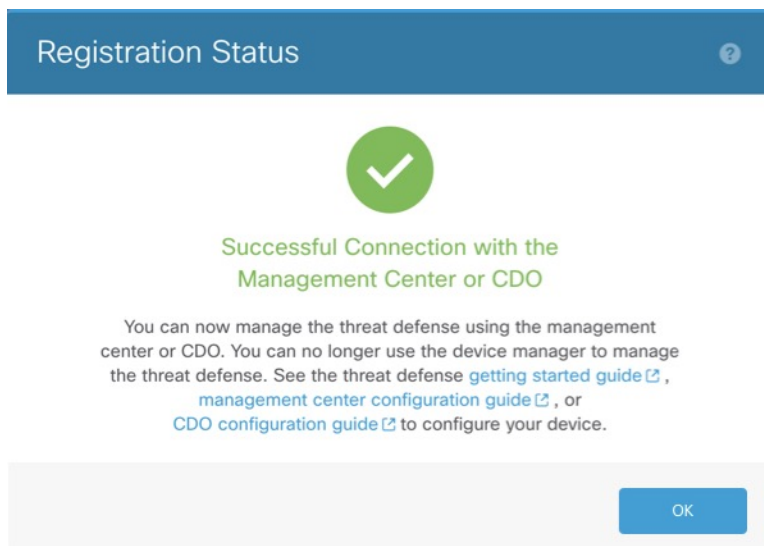 Registration Status
?
Successful Connection with the
Management Center or CDO
You can now manage the threat defense using the management
center or CDO. You can no longer use the device manager to manage
the threat defense. See the threat defense getting started guide ,
management center configuration guide , or
CDO configuration guide to configure your device.
OK